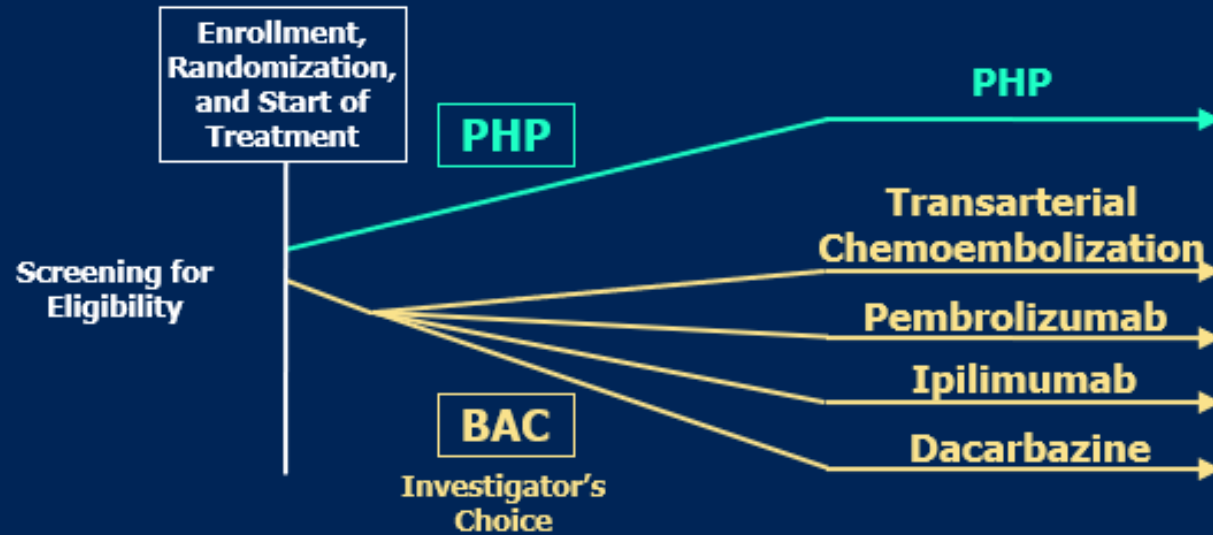 Enrollment,
Randomization,
and Start of
Treatment
PHP
PHP
Transarterial
Chemoembolization
Screening for
Eligibility
Pembrolizumab
Ipilimumab
BAC
Dacarbazine
Investigator's
Choice